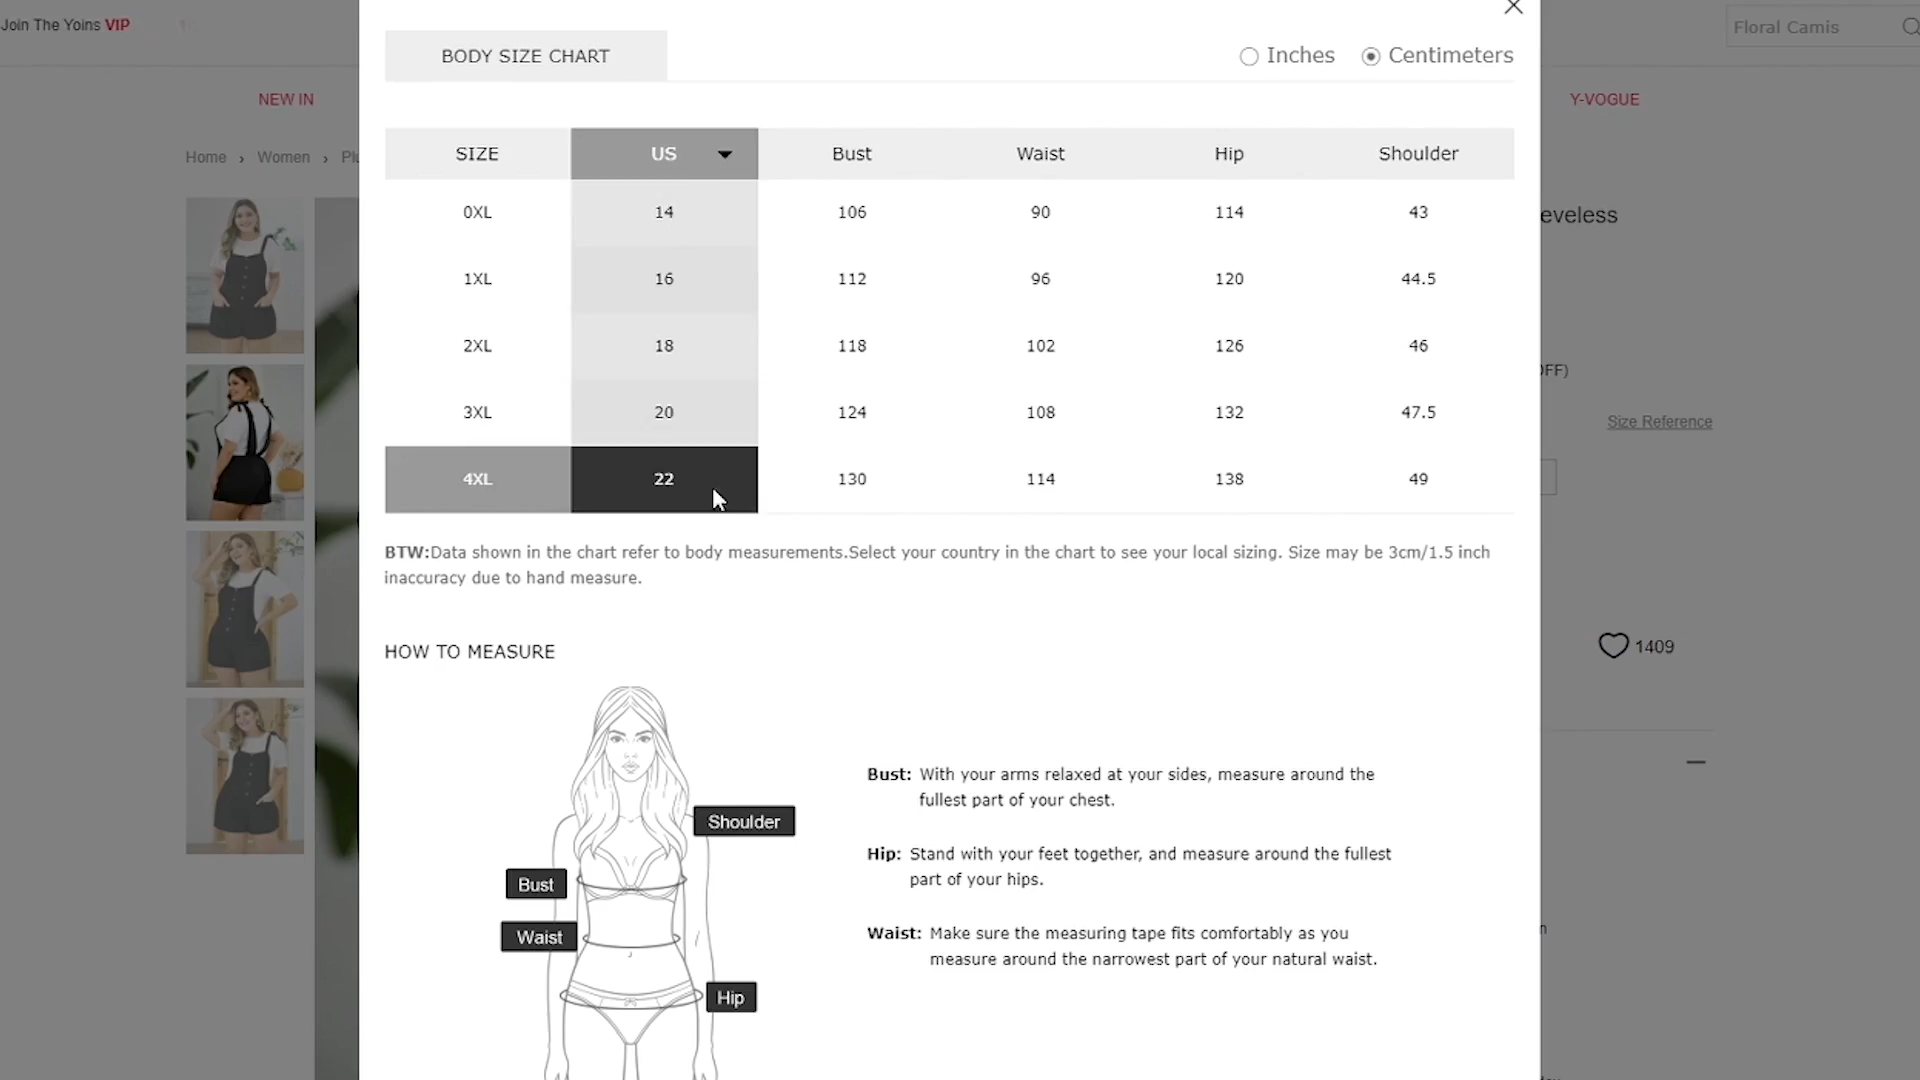 Join The Yoins VIP
Floral Camis
BODY SIZE CHART
Inches
Centimeters
NEW IN
Y-VOGUE
Home › Women ›
SIZE US Bust Waist Hip Shoulder
0XL 14 106 90 114 43
1XL 16 112 96 120 44.5
2XL 18 118 102 126 46
3XL 20 124 108 132 47.5
4XL 22 130 114 138 49
eveless
OFF)
Size Reference
BTW:Data shown in the chart refer to body measurements.Select your country in the chart to see your local sizing. Size may be 3cm/1.5 inch
inaccuracy due to hand measure.
1409
HOW TO MEASURE
Shoulder
Bust
Waist
Hip
Bust: With your arms relaxed at your sides, measure around the
fullest part of your chest.
Hip: Stand with your feet together, and measure around the fullest
part of your hips.
Waist: Make sure the measuring tape fits comfortably as you
measure around the narrowest part of your natural waist.